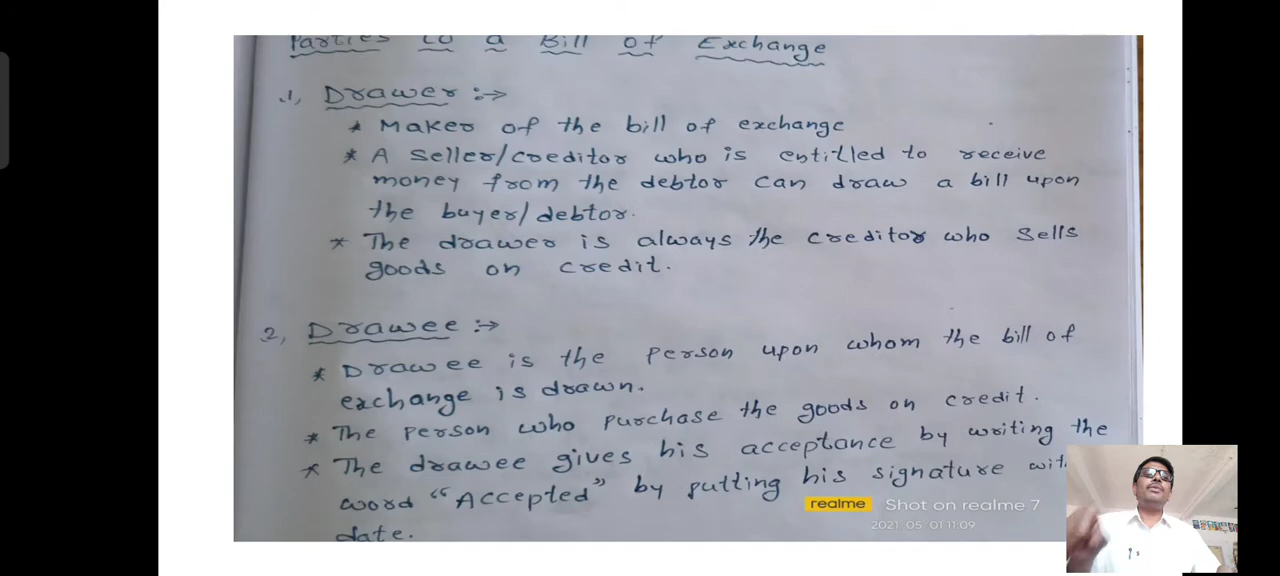 Parties to a Bill of Exchange
1, Drawer :→
* Maker of the bill of exchange
* A seller/creditor who is entitled to receive
money from the debtor can draw a bill upon
the buyer/debtor.
* The drawer is always the creditor who sells
goods on credit.
2, Drawee :→
* Drawee is the person upon whom the bill of
exchange is drawn.
* The person who purchase the goods on credit.
* The drawee gives his acceptance by writing the
word "Accepted" by putting his signature with
date.
realme Shot on realme 7
2021.05.01 11:09